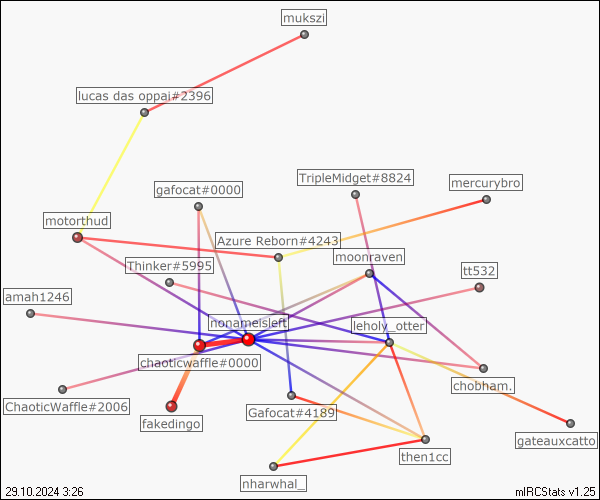 mukszi
lucas das oppai#2396
TripleMidget#8824
mercurybro
gafocat#0000
motorthud
Azure Reborn#4243
moonraven
Thinker#5995
tt532
amah1246
nonameisleft
leholy_otter
chaoticwaffle#0000
chobham.
ChaoticWaffle#2006
Gafocat#4189
fakedingo
gateauxcatto
then1cc
nharwhal_
29.10.2024 3:26
mIRCStats v1.25